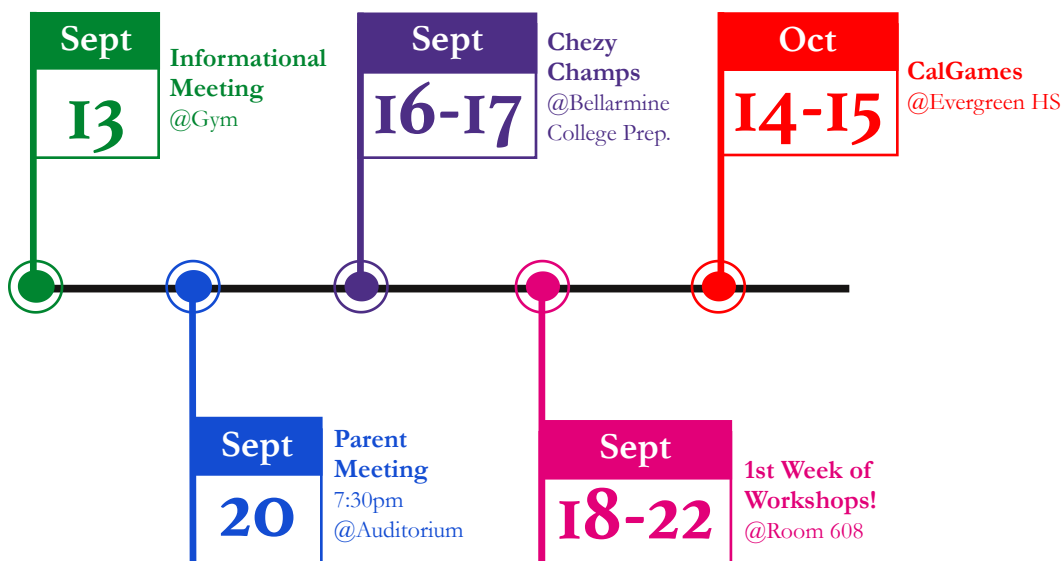 Sept
13
Informational
Meeting
@Gym
Sept
16-17
Chezy
Champs
@Bellarmine
College Prep.
Oct
14-15
CalGames
@Evergreen HS
Sept
20
Parent
Meeting
7:30pm
@Auditorium
Sept
18-22
1st Week of
Workshops!
@Room 608